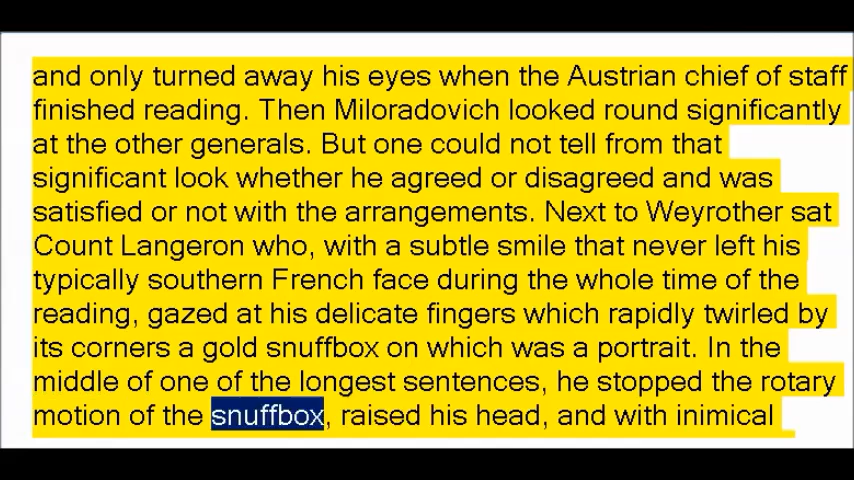 and only turned away his eyes when the Austrian chief of staff
finished reading. Then Miloradovich looked round significantly
at the other generals. But one could not tell from that
significant look whether he agreed or disagreed and was
satisfied or not with the arrangements. Next to Weyrother sat
Count Langeron who, with a subtle smile that never left his
typically southern French face during the whole time of the
reading, gazed at his delicate fingers which rapidly twirled by
its corners a gold snuffbox on which was a portrait. In the
middle of one of the longest sentences, he stopped the rotary
motion of the snuffbox, raised his head, and with inimical